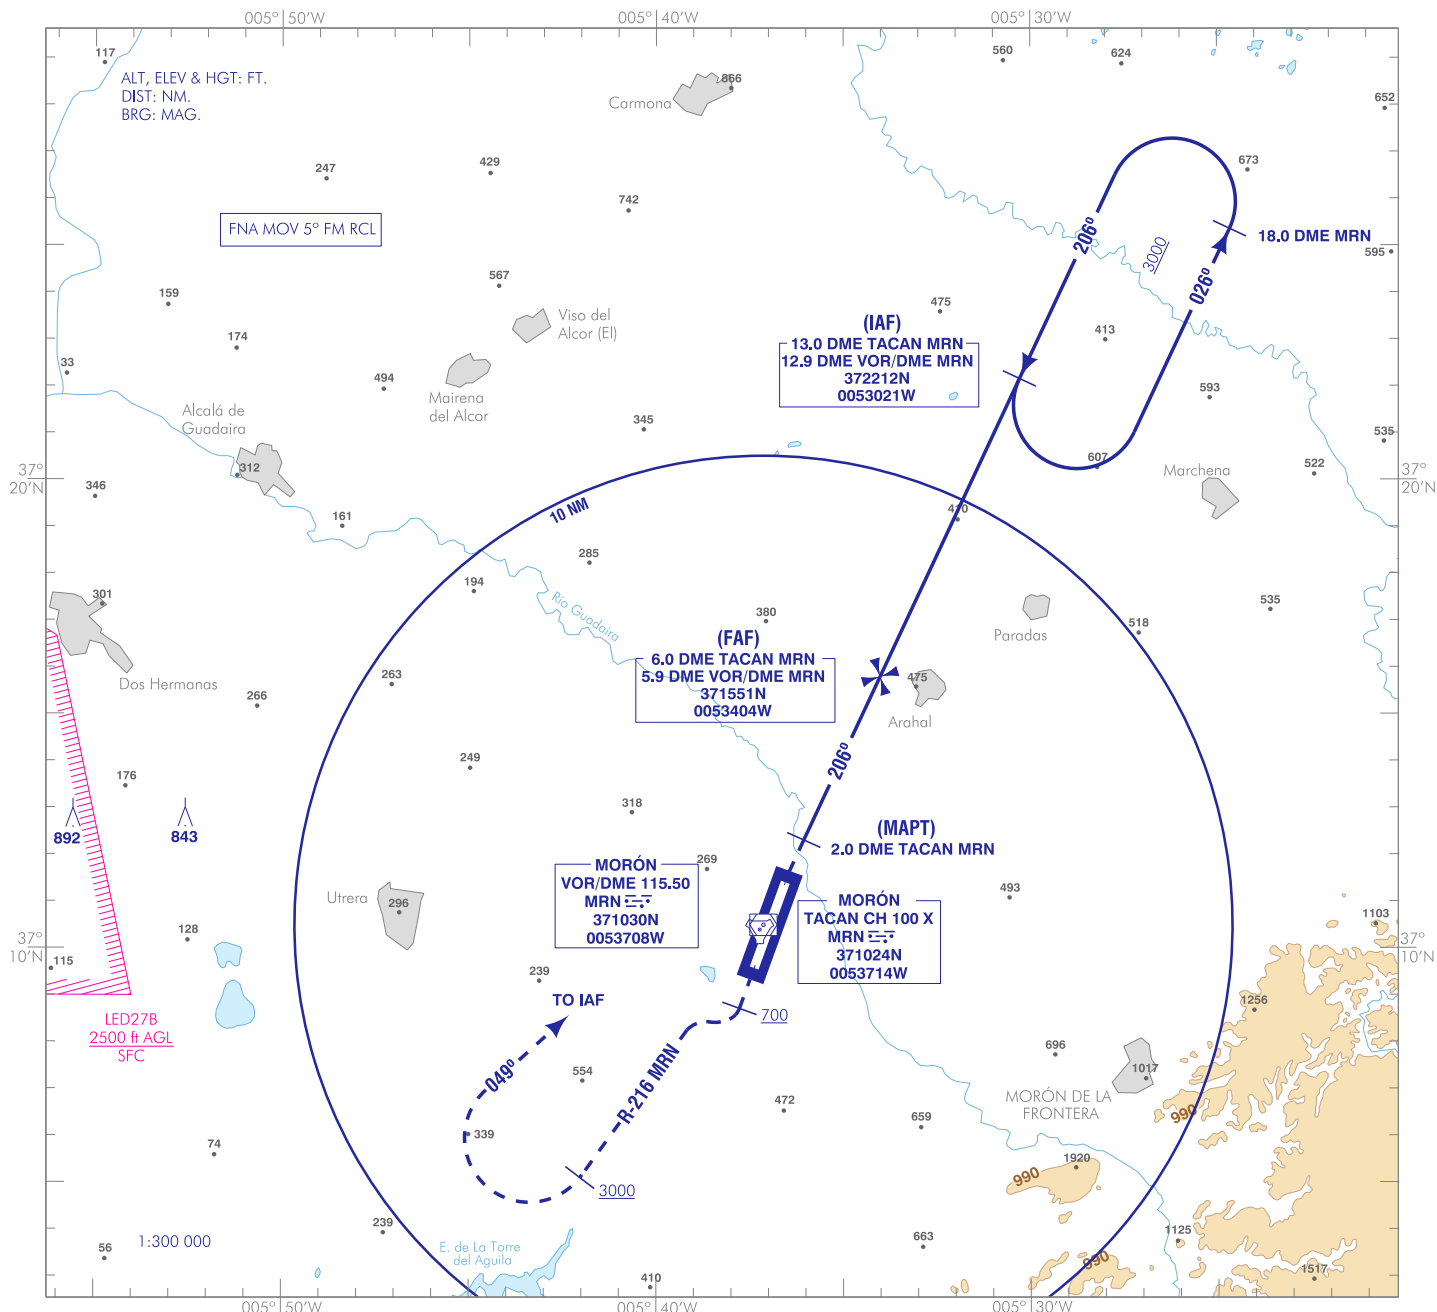 005° 50'W
005° 40'W
005° 30'W
117
560
624
ALT, ELEV & HGT: FT.
DIST: NM.
BRG: MAG.
866
Carmona
652
247
429
673
742
FNA MOV 5° FM RCL
206º
3000
18.0 DME MRN
595
026º
567
159
475
Viso del
Alcor (El)
174
413
33
(IAF)
13.0 DME TACAN MRN
12.9 DME VOR/DME MRN
372212N
0053021W
494
Mairena
del Alcor
593
Alcalá de
Guadaira
345
535
312
607
Marchena
522
37°
20'N
37°
20'N
346
10 NM
410
161
285
194
Río Guadaira
301
380
535
Paradas
518
(FAF)
6.0 DME TACAN MRN
5.9 DME VOR/DME MRN
371551N
0053404W
Dos Hermanas
263
475
266
Arahal
206º
249
176
318
892
843
(MAPT)
2.0 DME TACAN MRN
269
MORÓN
VOR/DME 115.50
MRN
371030N
0053708W
MORÓN
TACAN CH 100 X
MRN
371024N
0053714W
Utrera
296
493
1103
128
37°
10'N
37°
10'N
115
239
TO IAF
700
1256
LED27B
2500 ft AGL
SFC
049º
R-216 MRN
554
696
1017
MORÓN DE LA
FRONTERA
990
472
659
339
74
1920
990
3000
239
1:300 000
E. de La Torre
del Aguila
56
663
1125
990
410
1517
005° 50'W
005° 40'W
005° 30'W